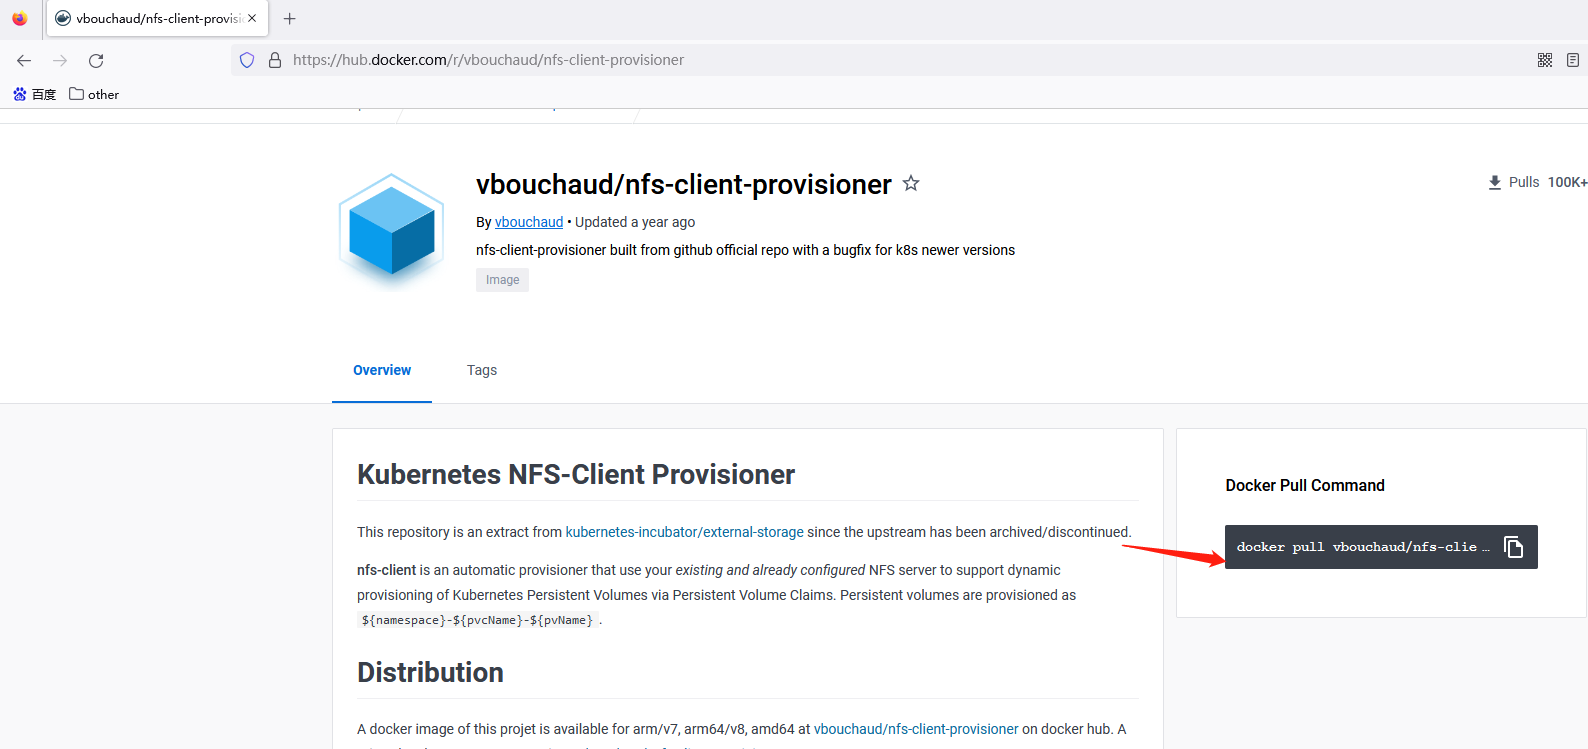 vbouchaud/nfs-client-provisi
https://hub.docker.com/r/vbouchaud/nfs-client-provisioner
百度 other
vbouchaud/nfs-client-provisioner
Pulls 100K+
By vbouchaud • Updated a year ago
nfs-client-provisioner built from github official repo with a bugfix for k8s newer versions
Image
Overview Tags
Kubernetes NFS-Client Provisioner
Docker Pull Command
This repository is an extract from kubernetes-incubator/external-storage since the upstream has been archived/discontinued.
docker pull vbouchaud/nfs-clie …
nfs-client is an automatic provisioner that use your existing and already configured NFS server to support dynamic
provisioning of Kubernetes Persistent Volumes via Persistent Volume Claims. Persistent volumes are provisioned as
${namespace}-${pvcName}-${pvName} .
Distribution
A docker image of this projet is available for arm/v7, arm64/v8, amd64 at vbouchaud/nfs-client-provisioner on docker hub. A